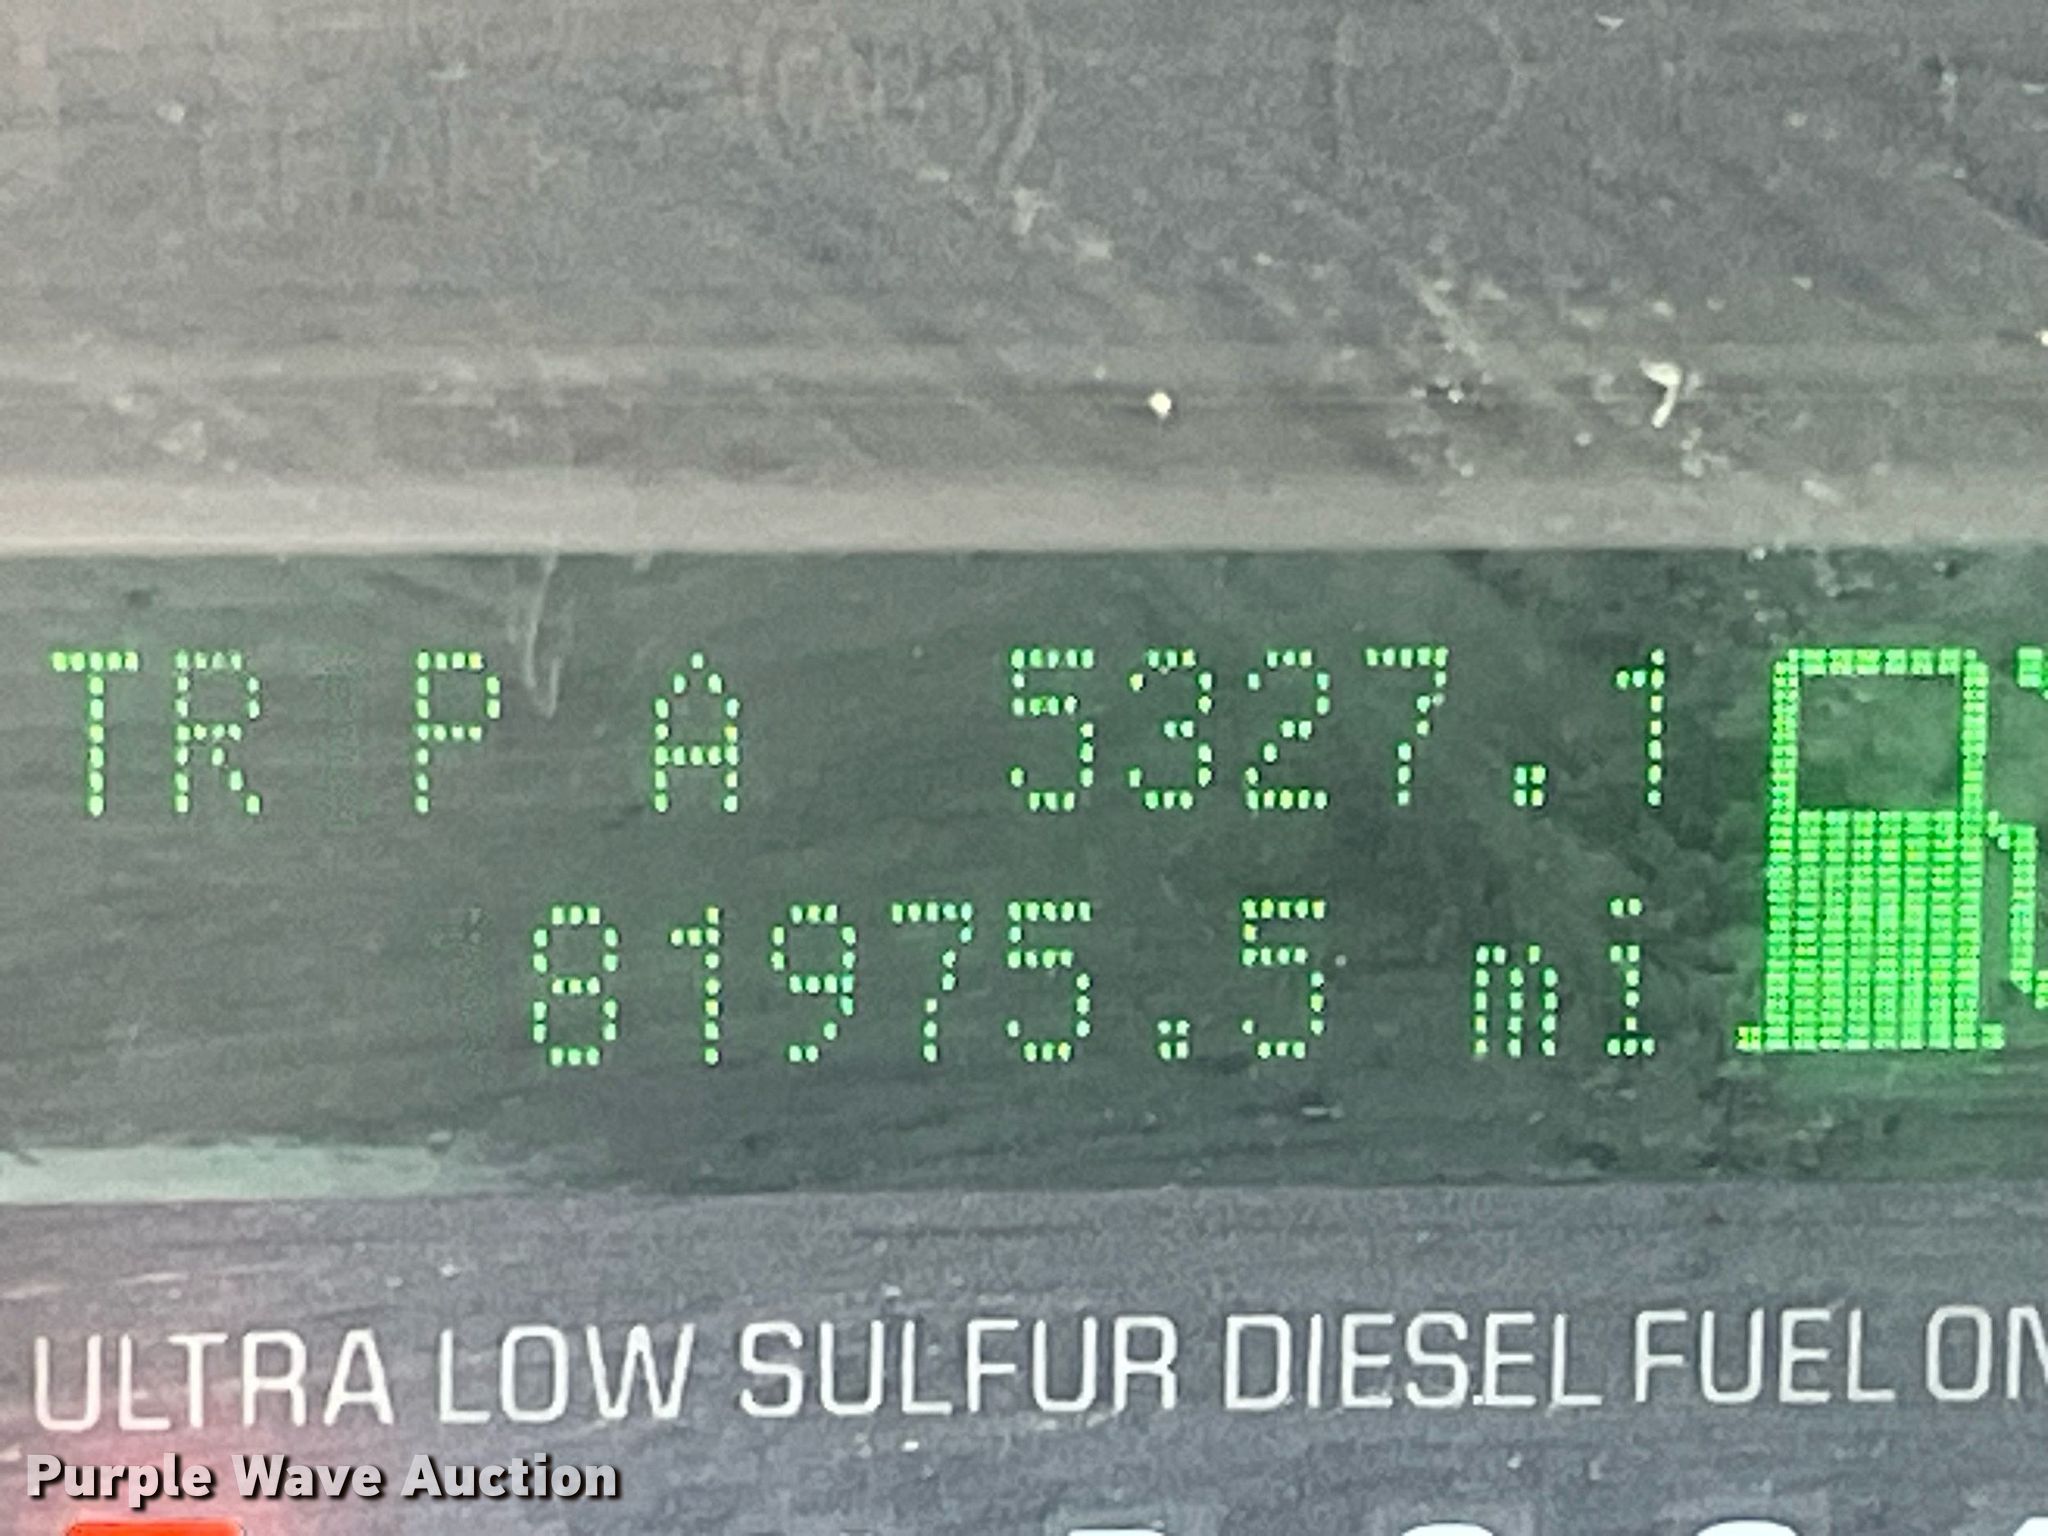 TR P A 5327.1
81975.5 mi
ULTRA LOW SULFUR DIESEL FUEL ON
Purple Wave Auction